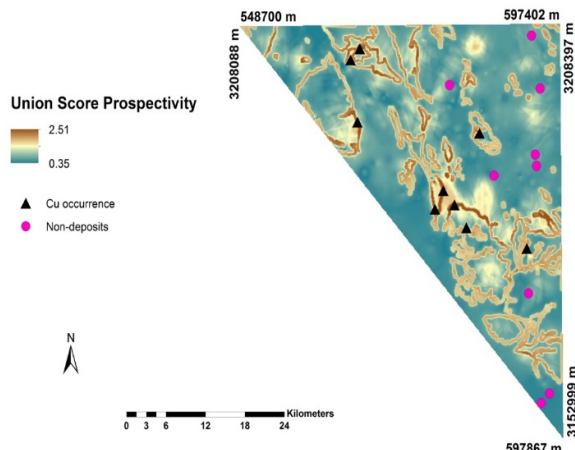 548700 m
597402 m
3208088 m
3208397 m
Union Score Prospectivity
2.51
0.35
Cu occurrence
Non-deposits
N
Kilometers
0 3 6 12 18 24
3152999 m
597867 m